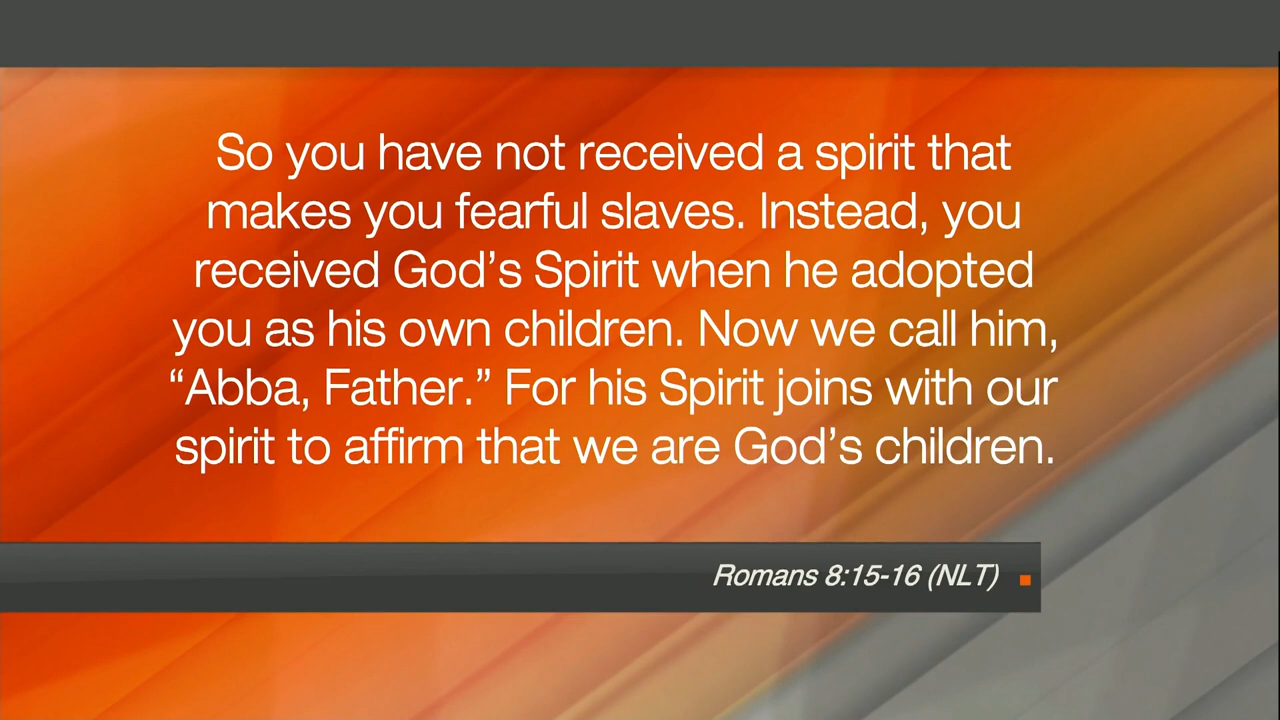 So you have not received a spirit that
makes you fearful slaves. Instead, you
received God’s Spirit when he adopted
you as his own children. Now we call him,
“Abba, Father.” For his Spirit joins with our
spirit to affirm that we are God’s children.
Romans 8:15-16 (NLT)